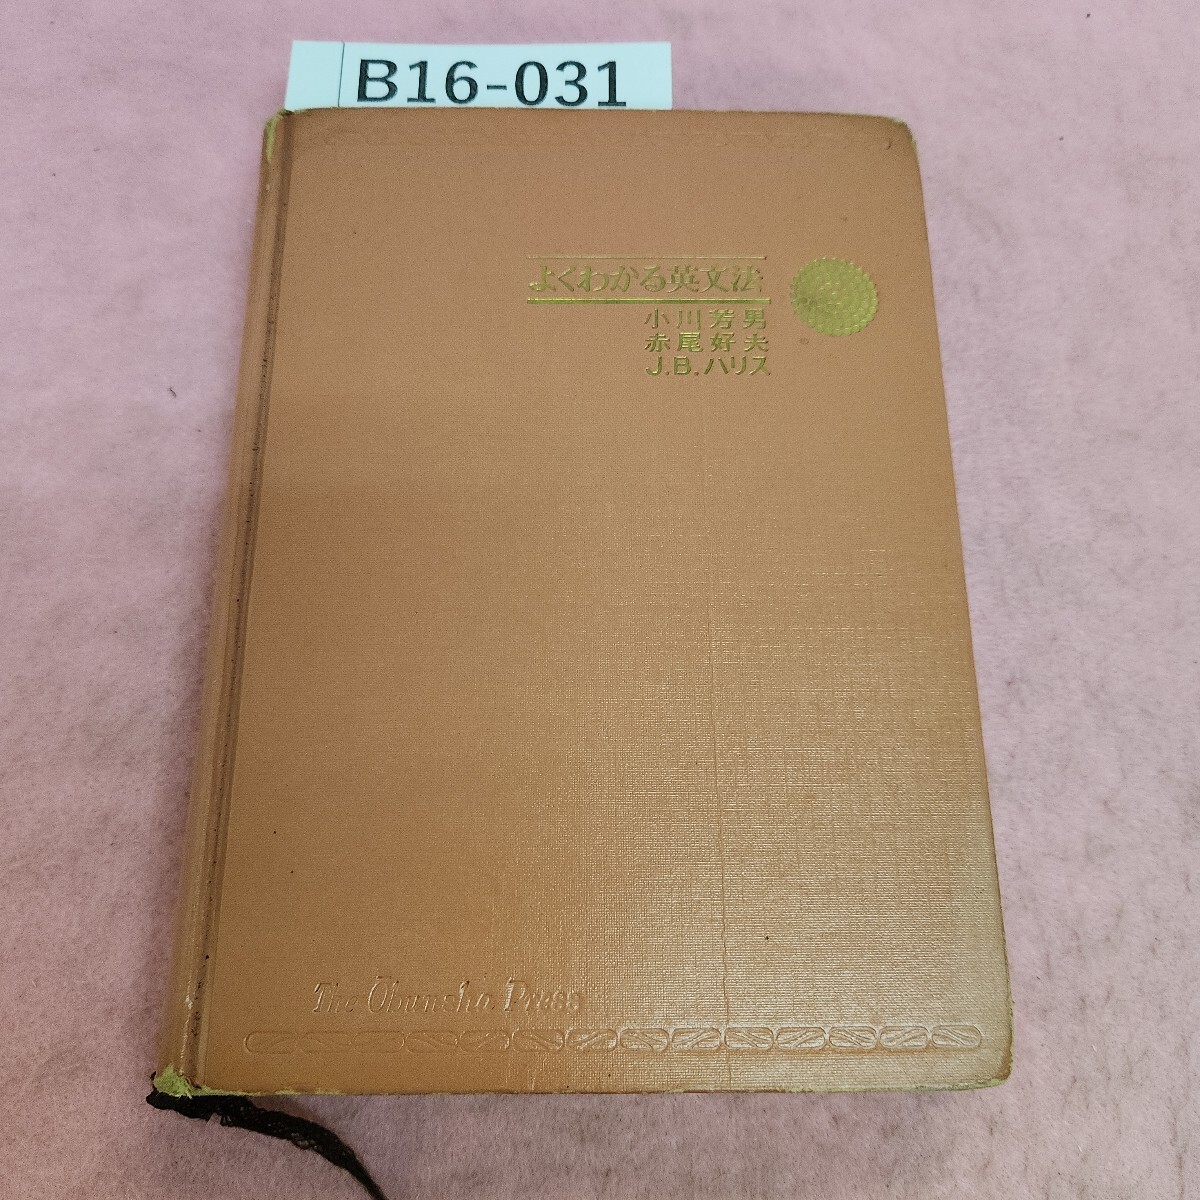 B16-031
よくわかる英文法
小川芳男
赤尾好夫
J.B.ハリス
The Obunsha Press